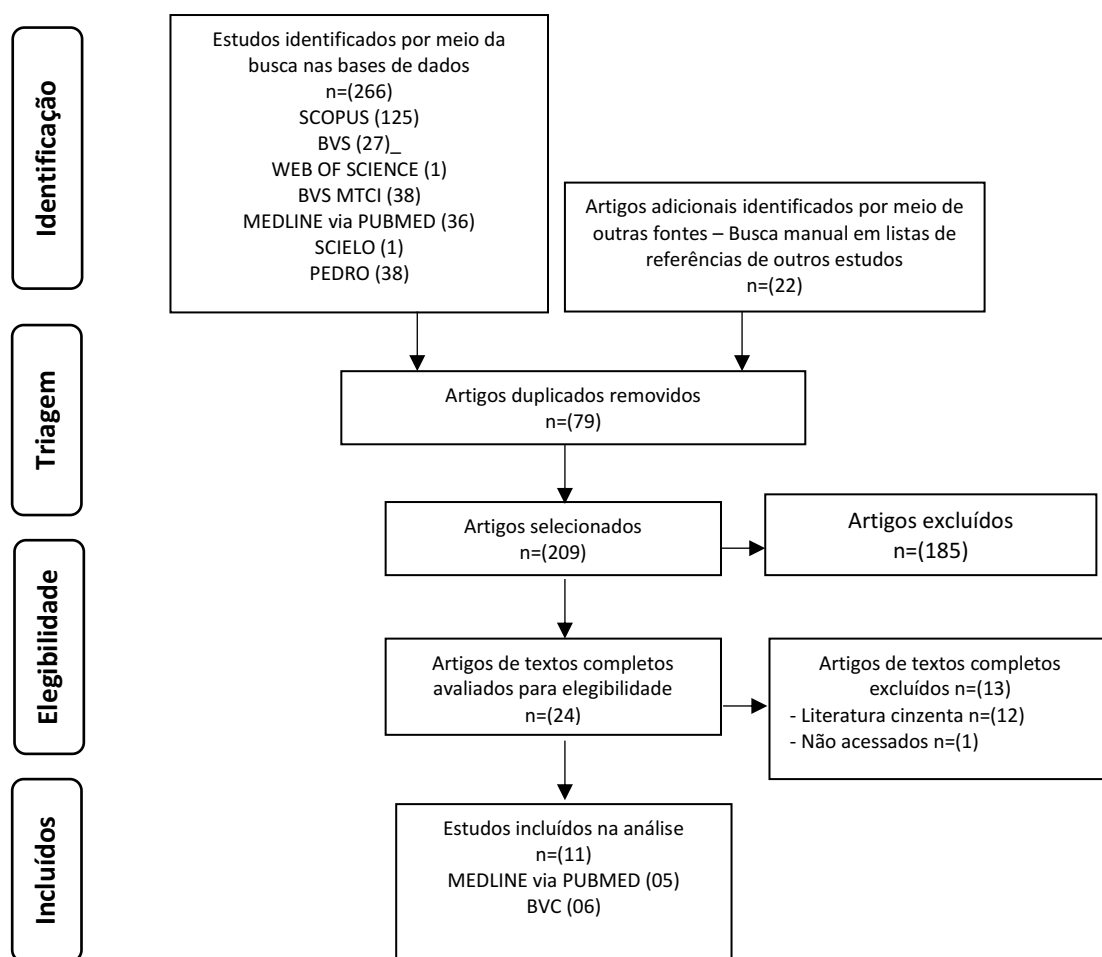 Identificação
Estudos identificados por meio da
busca nas bases de dados
n=(266)
SCOPUS (125)
BVS (27)_
WEB OF SCIENCE (1)
BVS MTCI (38)
MEDLINE via PUBMED (36)
SCIELO (1)
PEDRO (38)
Artigos adicionais identificados por meio de
outras fontes – Busca manual em listas de
referências de outros estudos
n=(22)
Triagem
Artigos duplicados removidos
n=(79)
Artigos selecionados
n=(209)
Artigos excluídos
n=(185)
Elegibilidade
Artigos de textos completos
avaliados para elegibilidade
n=(24)
Artigos de textos completos
excluídos n=(13)
- Literatura cinzenta n=(12)
- Não acessados n=(1)
Incluídos
Estudos incluídos na análise
n=(11)
MEDLINE via PUBMED (05)
BVC (06)